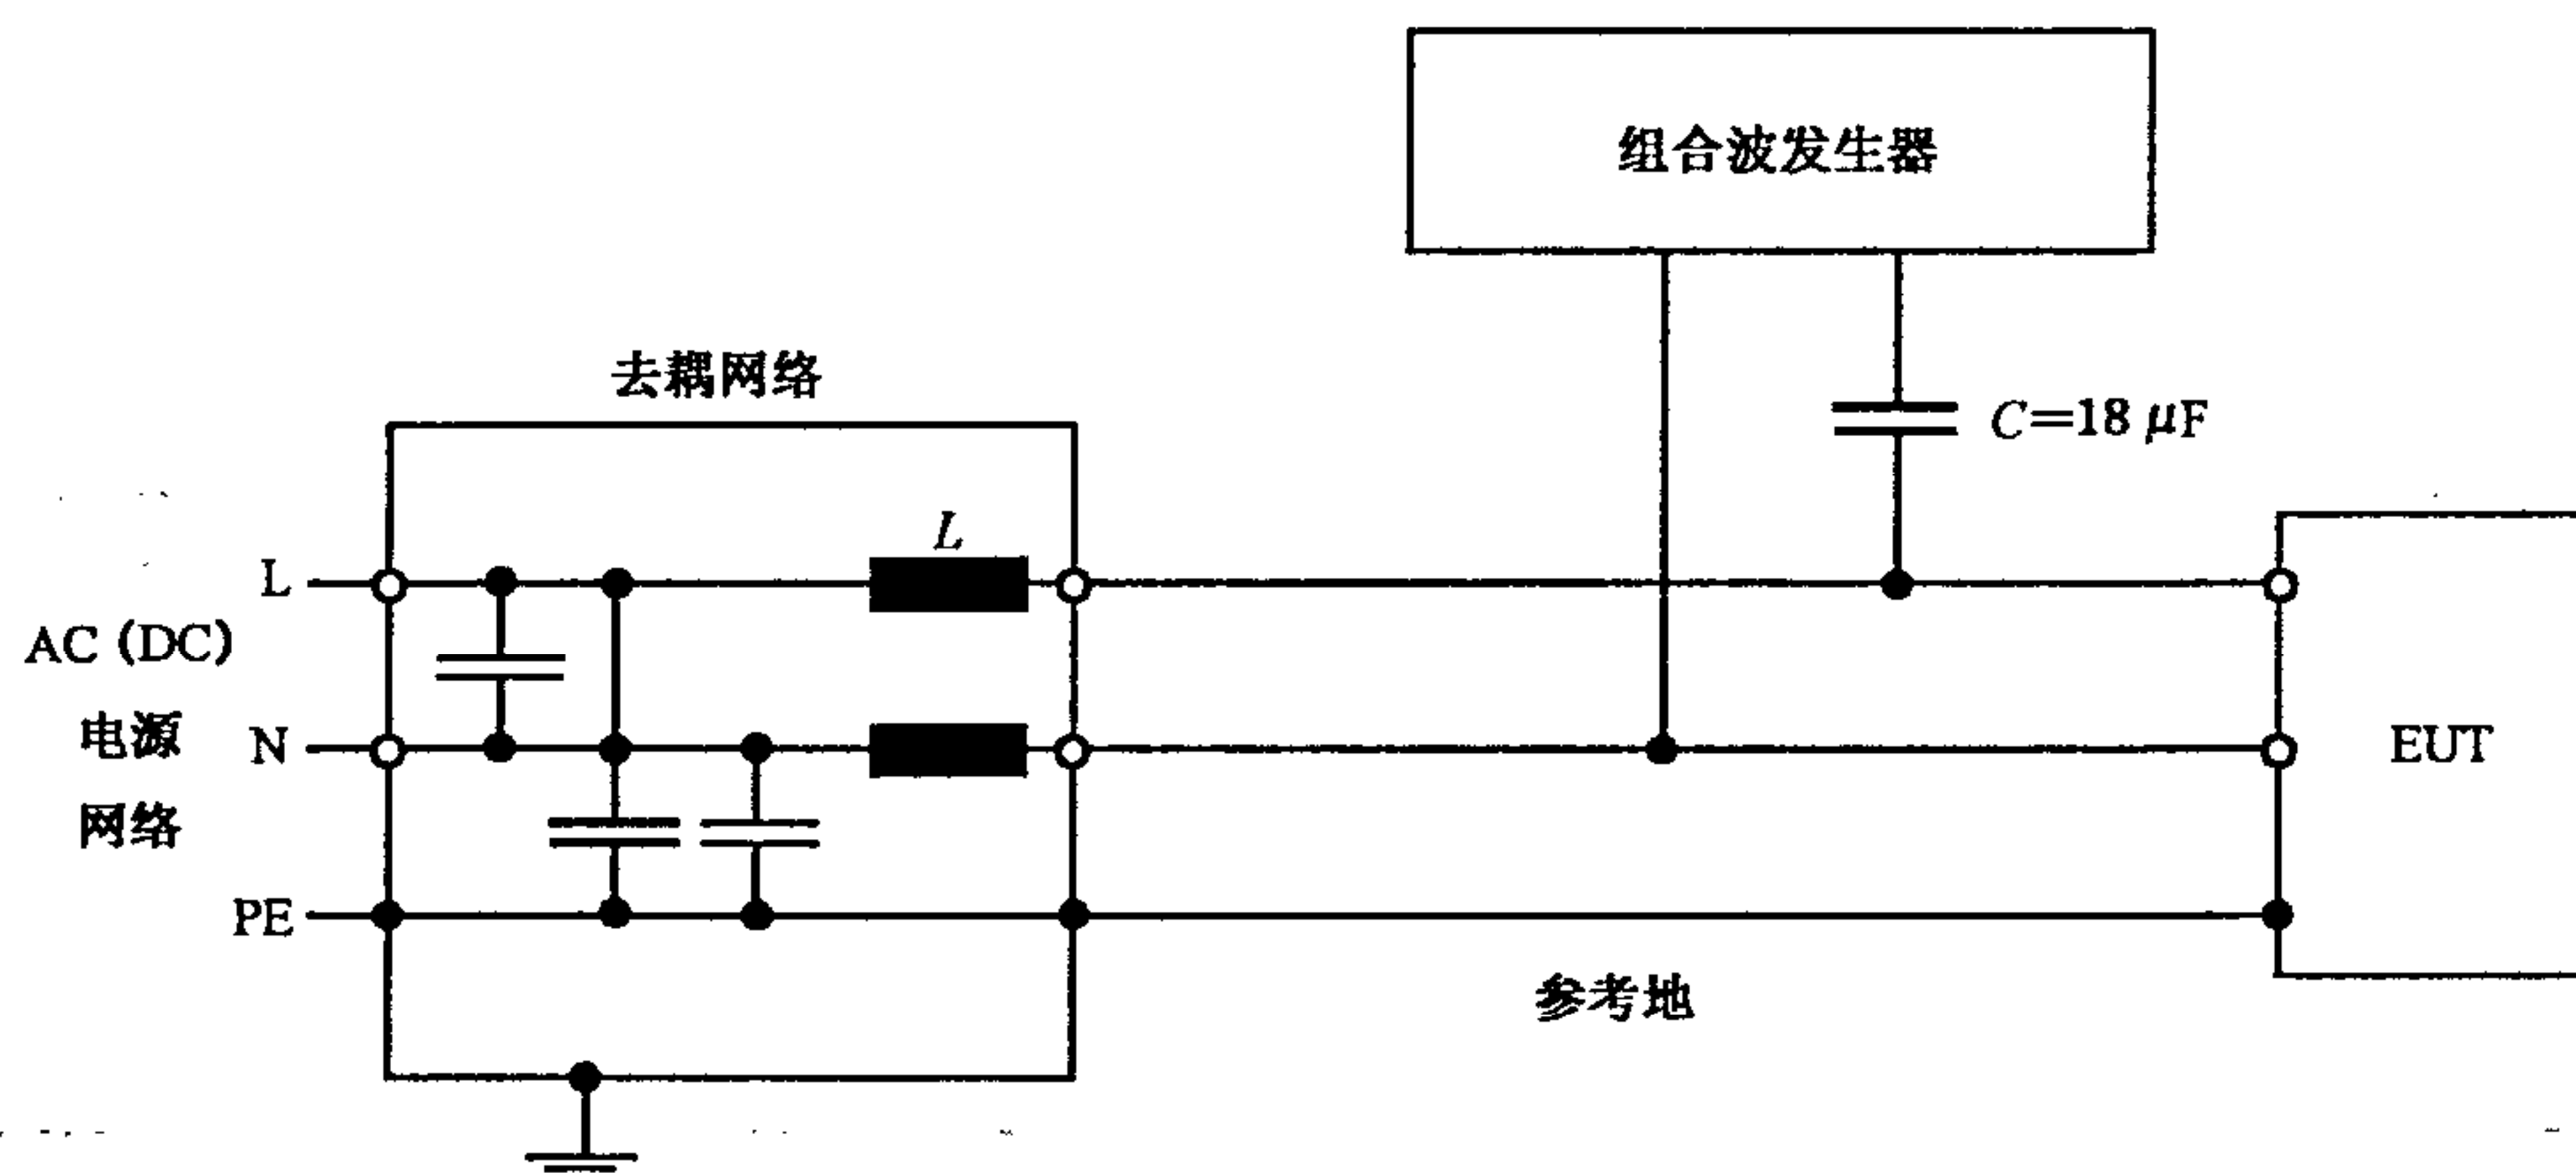 组合波发生器
C=18 μF
去耦网络
L
L
AC (DC)
电源
N
网络
PE
EUT
参考地